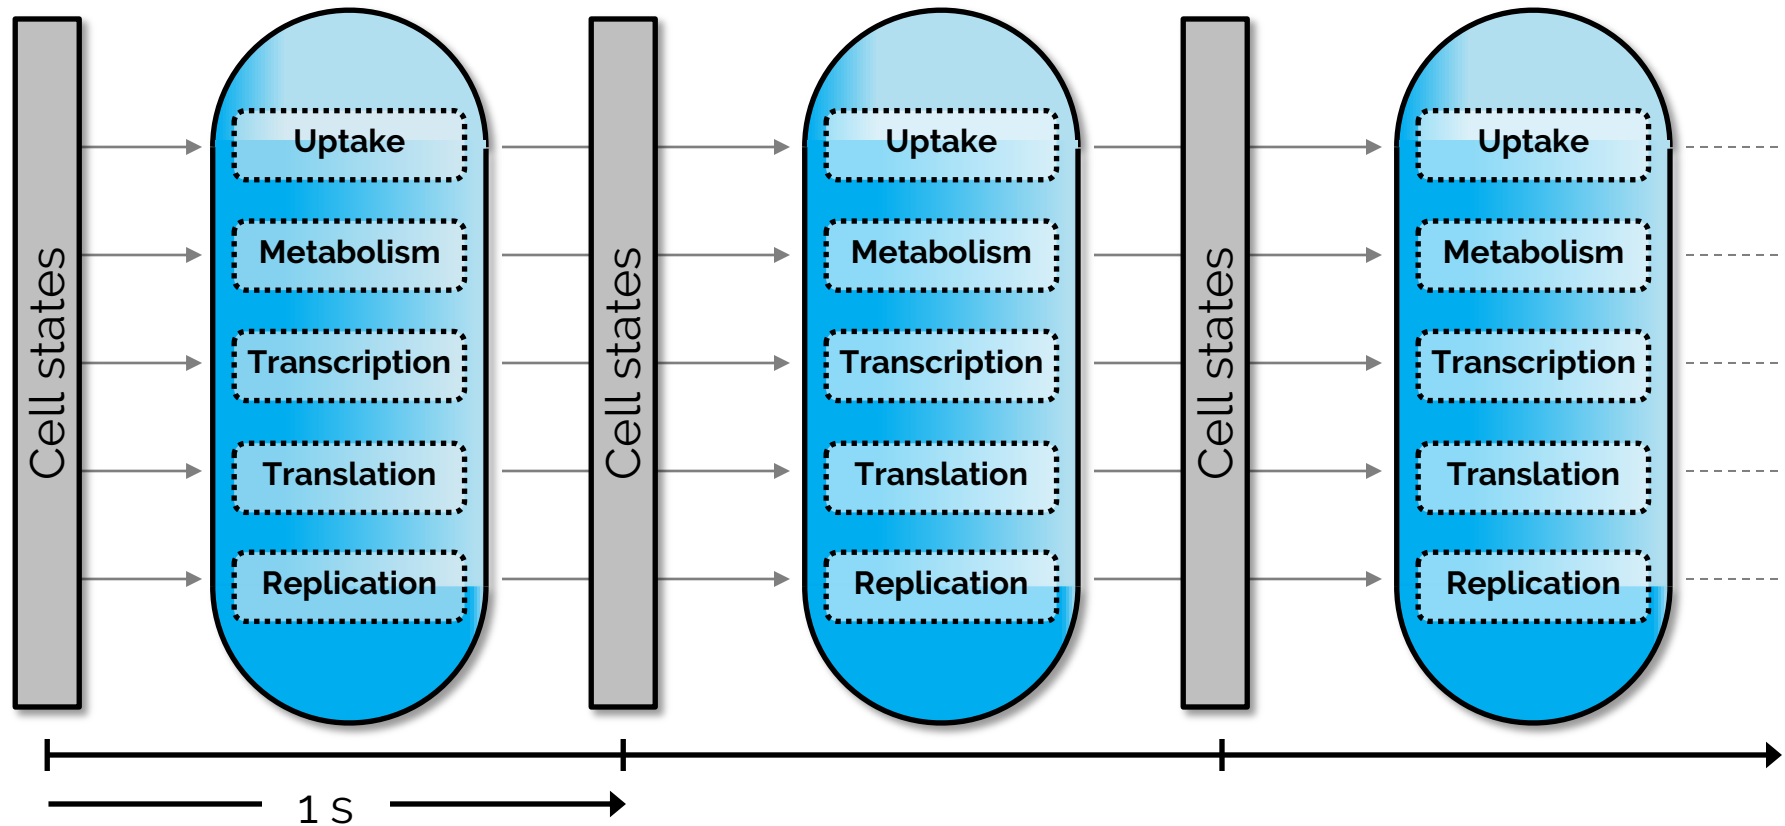 Cell states
Uptake
Metabolism
Transcription
Translation
Replication
Cell states
Uptake
Metabolism
Transcription
Translation
Replication
Cell states
Uptake
Metabolism
Transcription
Translation
Replication
1 s